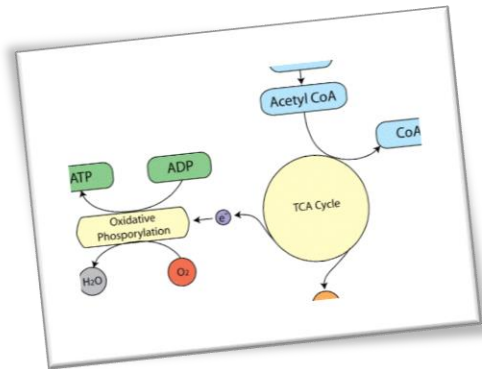 Acetyl CoA
CoA
ATP
ADP
TCA Cycle
Oxidative
Phosporylation
e-
H₂O
O₂